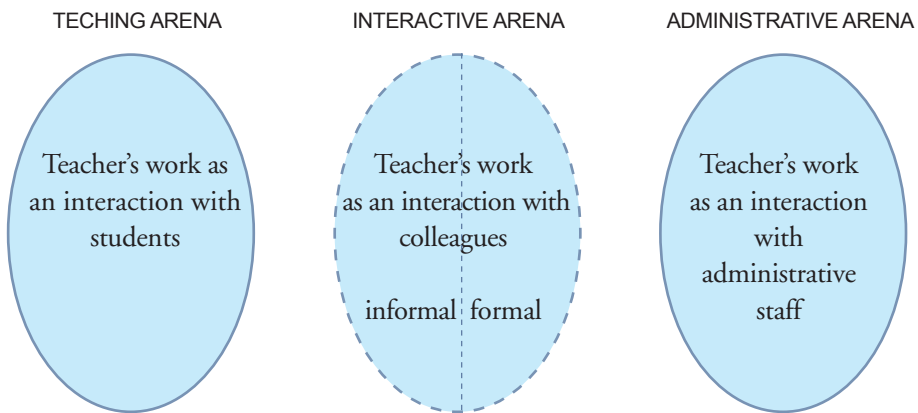 TECHING ARENA
INTERACTIVE ARENA
ADMINISTRATIVE ARENA
Teacher’s work as
an interaction with
students
Teacher’s work
as an interaction with
colleagues
informal formal
Teacher’s work
as an interaction
with
administrative
staff